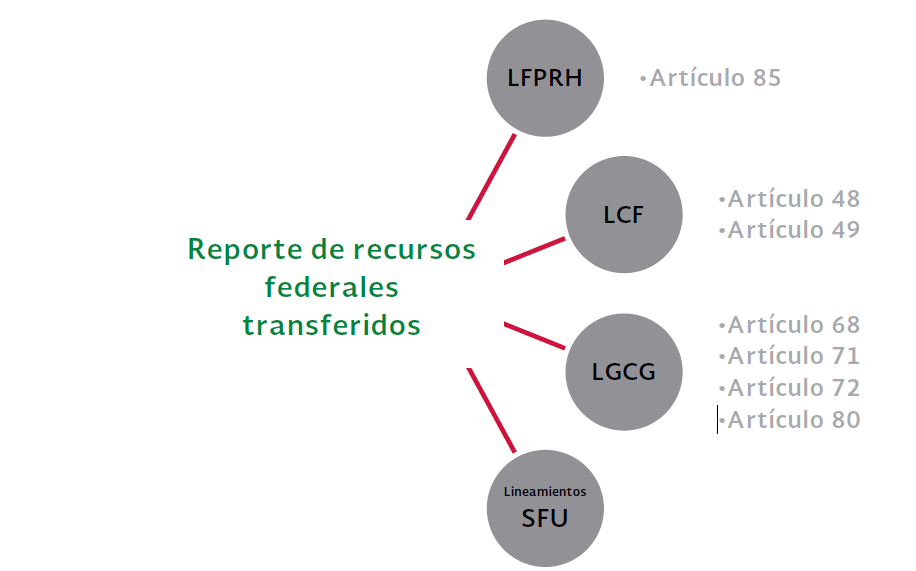 LFPRH
•Artículo 85
LCF
•Artículo 48
•Artículo 49
Reporte de recursos
federales
transferidos
LGCG
•Artículo 68
•Artículo 71
•Artículo 72
•Artículo 80
Lineamientos
SFU